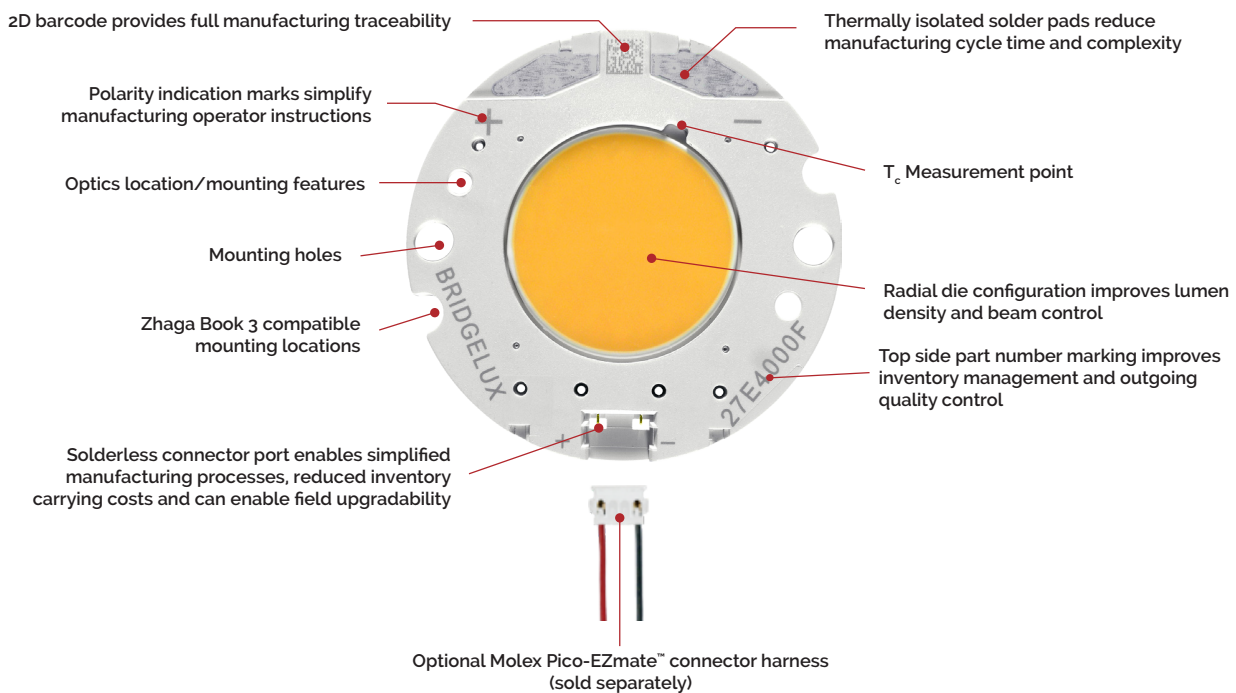 2D barcode provides full manufacturing traceability
Thermally isolated solder pads reduce
manufacturing cycle time and complexity
Polarity indication marks simplify
manufacturing operator instructions
+
−
Tc Measurement point
Optics location/mounting features
Mounting holes
BRIDGELUX
Radial die configuration improves lumen
density and beam control
Zhaga Book 3 compatible
mounting locations
27E4000F
Top side part number marking improves
inventory management and outgoing
quality control
+
−
Solderless connector port enables simplified
manufacturing processes, reduced inventory
carrying costs and can enable field upgradability
Optional Molex Pico-EZmate™ connector harness
(sold separately)